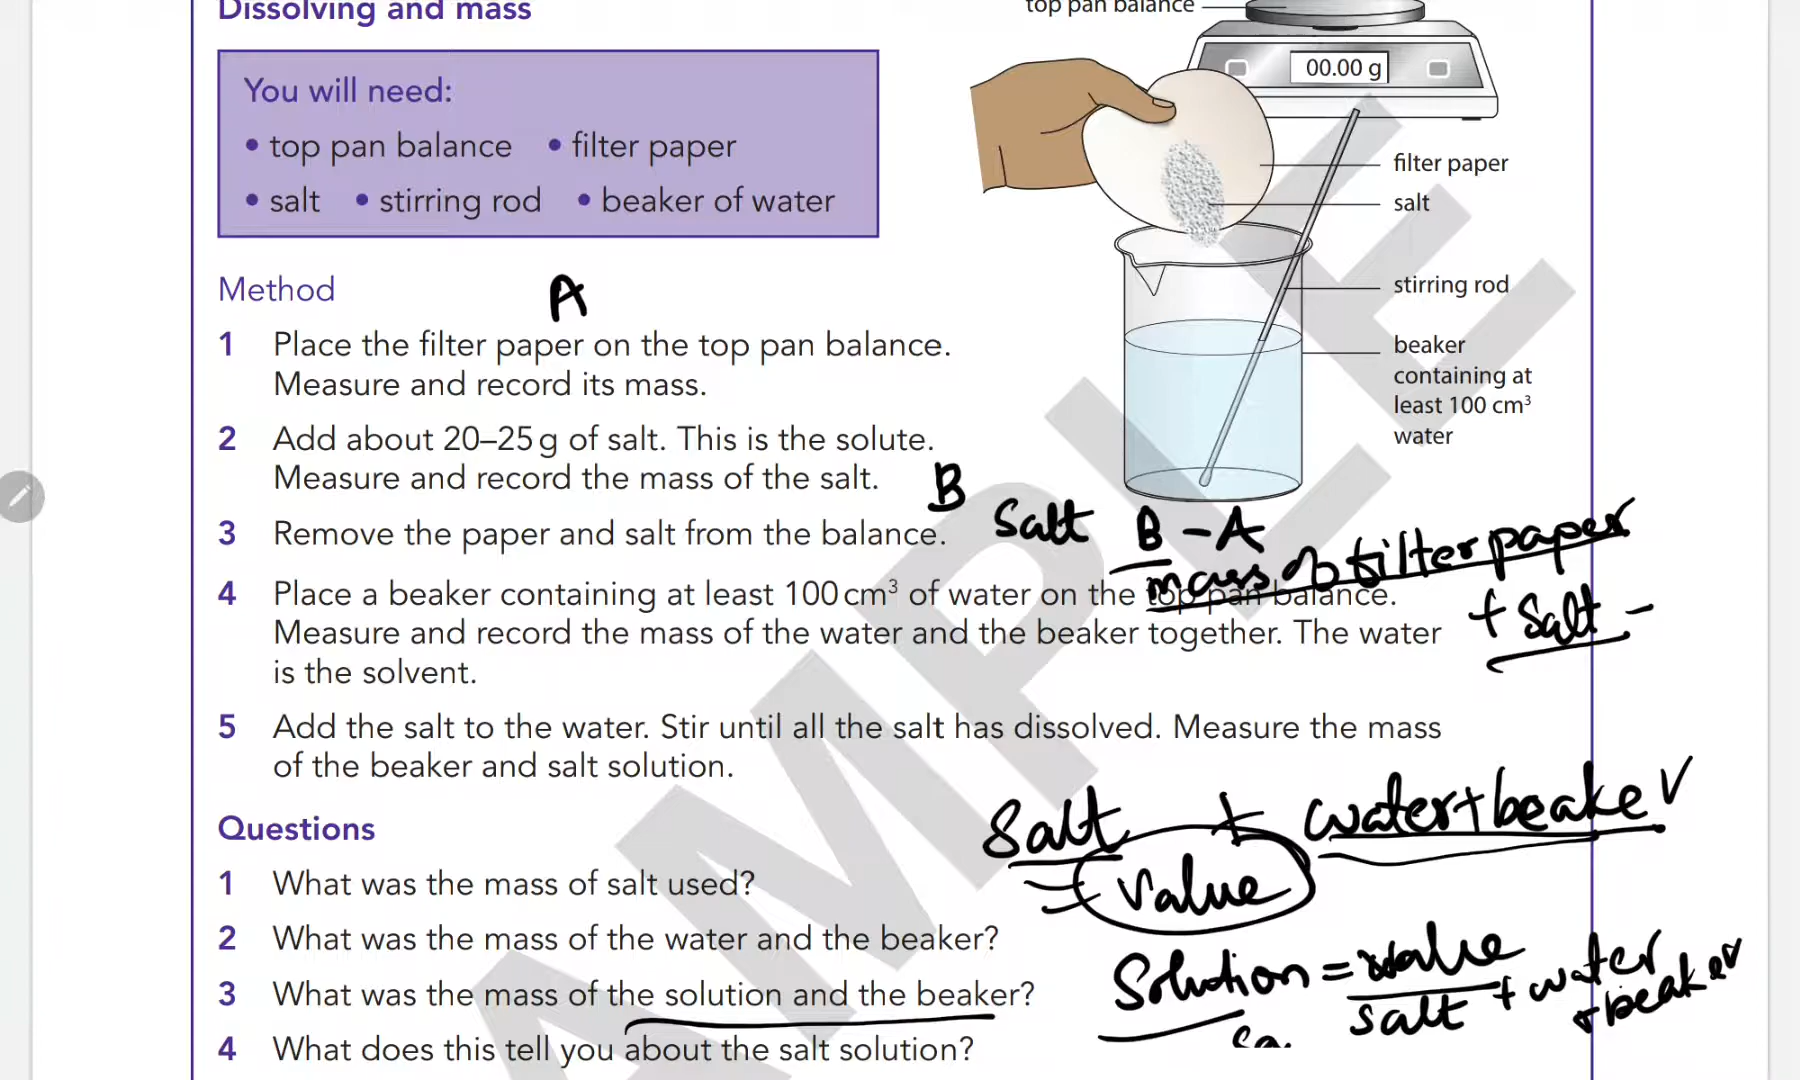 Dissolving and mass
top pan balance
You will need:
• top pan balance • filter paper
• salt • stirring rod • beaker of water
00.00 g
filter paper
salt
stirring rod
beaker
containing at
least 100 cm³
water
Method
A
1 Place the filter paper on the top pan balance.
Measure and record its mass.
2 Add about 20–25 g of salt. This is the solute.
Measure and record the mass of the salt.
B
3 Remove the paper and salt from the balance.
Salt B - A
mass of filter paper
+ Salt -
4 Place a beaker containing at least 100 cm³ of water on the top pan balance.
Measure and record the mass of the water and the beaker together. The water
is the solvent.
5 Add the salt to the water. Stir until all the salt has dissolved. Measure the mass
of the beaker and salt solution.
Salt + water + beaker
= value
Questions
1 What was the mass of salt used?
2 What was the mass of the water and the beaker?
3 What was the mass of the solution and the beaker?
4 What does this tell you about the salt solution?
Solution = value
salt + water
+ beaker
AMPLE